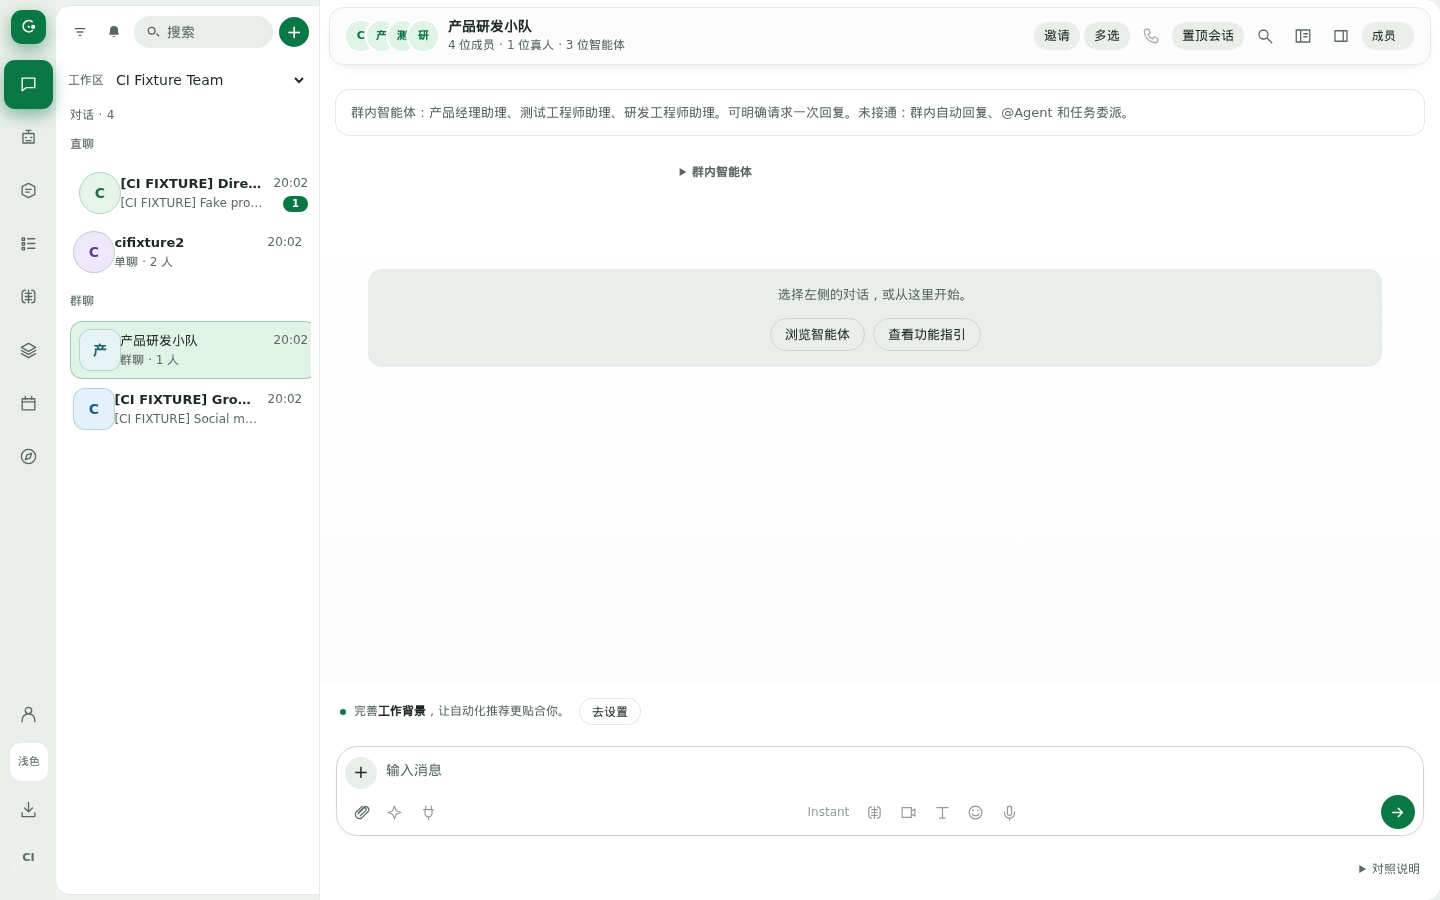 搜索
工作区 CI Fixture Team
对话 · 4
直聊
C [CI FIXTURE] Dire… 20:02
[CI FIXTURE] Fake pro… 1
C cifixture2 20:02
单聊 · 2 人
群聊
产 产品研发小队 20:02
群聊 · 1 人
C [CI FIXTURE] Gro… 20:02
[CI FIXTURE] Social m…
浅色
CI
C 产 测 研 产品研发小队
4 位成员 · 1 位真人 · 3 位智能体
邀请 多选 置顶会话 成员
群内智能体：产品经理助理、测试工程师助理、研发工程师助理。可明确请求一次回复。未接通：群内自动回复、@Agent 和任务委派。
群内智能体
选择左侧的对话，或从这里开始。
浏览智能体 查看功能指引
完善工作背景，让自动化推荐更贴合你。 去设置
输入消息
Instant
对照说明